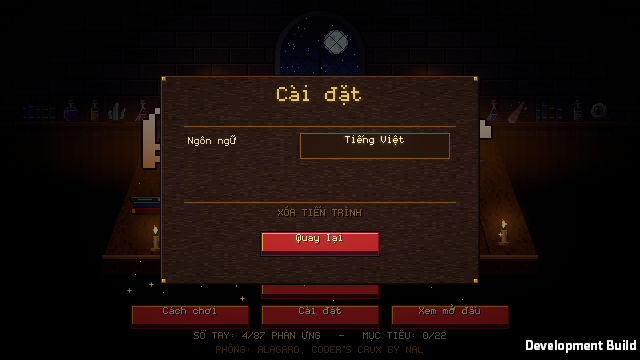 Cài đặt
Ngôn ngữ
Tiếng Việt
XÓA TIẾN TRÌNH
Quay lại
Cách chơi
Cài đặt
Xem mở đầu
SỔ TAY: 4/87 PHẢN ỨNG – MỤC TIÊU: 0/22
PHÔNG: ALAGARD, CODER'S CRUX BY NAL
Development Build